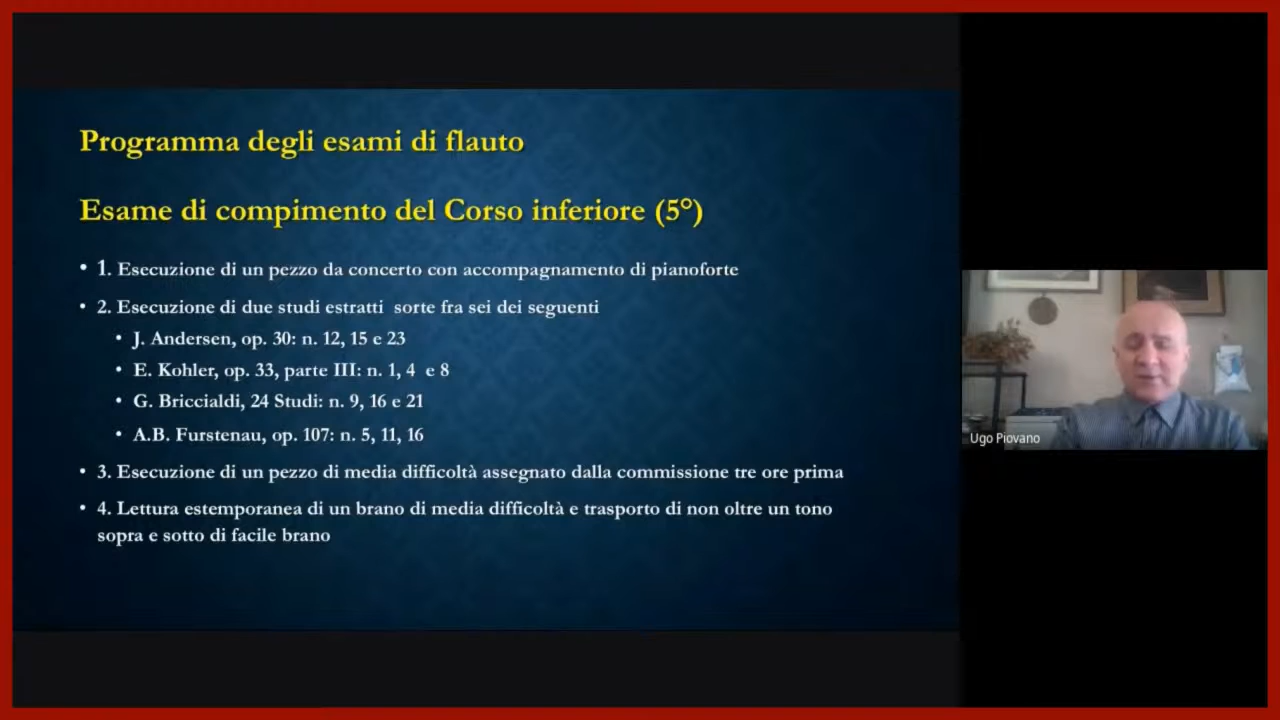 Programma degli esami di flauto
Esame di compimento del Corso inferiore (5°)
• 1. Esecuzione di un pezzo da concerto con accompagnamento di pianoforte
• 2. Esecuzione di due studi estratti sorte fra sei dei seguenti
• J. Andersen, op. 30: n. 12, 15 e 23
• E. Kohler, op. 33, parte III: n. 1, 4 e 8
• G. Briccialdi, 24 Studi: n. 9, 16 e 21
• A.B. Furstenau, op. 107: n. 5, 11, 16
• 3. Esecuzione di un pezzo di media difficoltà assegnato dalla commissione tre ore prima
• 4. Lettura estemporanea di un brano di media difficoltà e trasporto di non oltre un tono
sopra e sotto di facile brano
Ugo Piovano